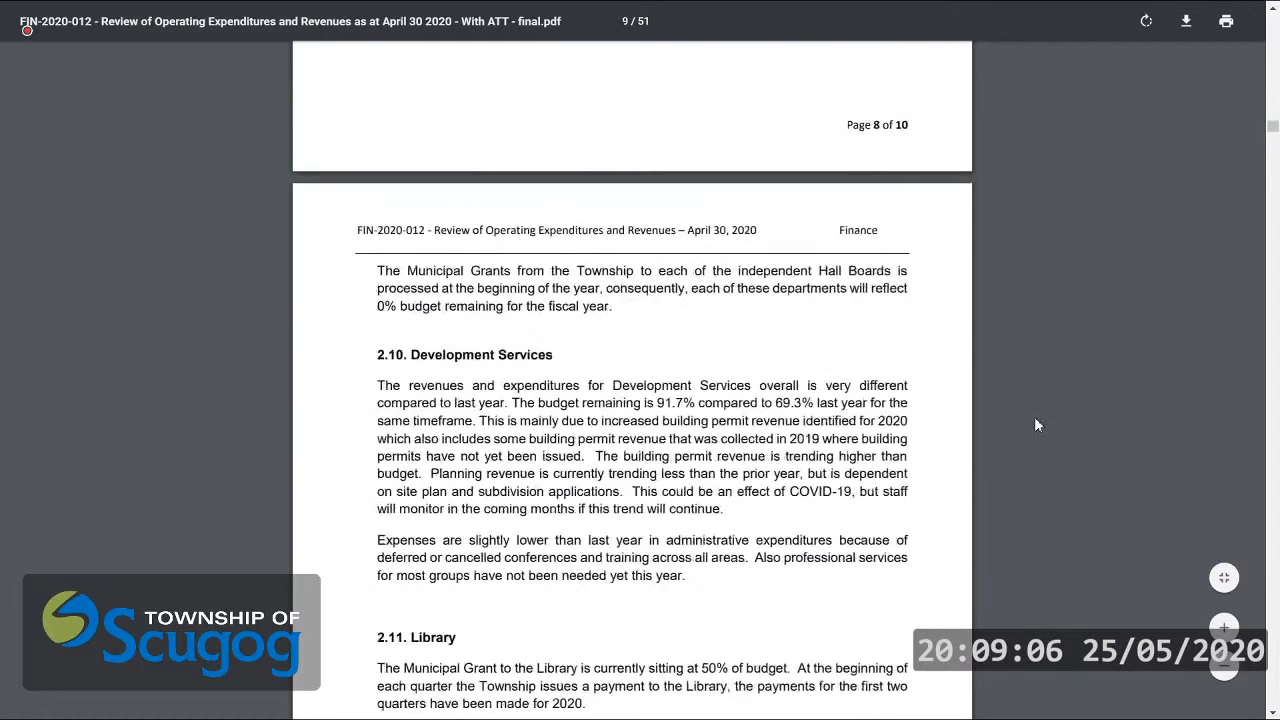 FIN-2020-012 - Review of Operating Expenditures and Revenues as at April 30 2020 - With ATT - final.pdf
9 / 51
Page 8 of 10
FIN-2020-012 - Review of Operating Expenditures and Revenues – April 30, 2020 Finance
The Municipal Grants from the Township to each of the independent Hall Boards is
processed at the beginning of the year, consequently, each of these departments will reflect
0% budget remaining for the fiscal year.
2.10. Development Services
The revenues and expenditures for Development Services overall is very different
compared to last year. The budget remaining is 91.7% compared to 69.3% last year for the
same timeframe. This is mainly due to increased building permit revenue identified for 2020
which also includes some building permit revenue that was collected in 2019 where building
permits have not yet been issued. The building permit revenue is trending higher than
budget. Planning revenue is currently trending less than the prior year, but is dependent
on site plan and subdivision applications. This could be an effect of COVID-19, but staff
will monitor in the coming months if this trend will continue.
Expenses are slightly lower than last year in administrative expenditures because of
deferred or cancelled conferences and training across all areas. Also professional services
for most groups have not been needed yet this year.
2.11. Library
The Municipal Grant to the Library is currently sitting at 50% of budget. At the beginning of
each quarter the Township issues a payment to the Library, the payments for the first two
quarters have been made for 2020.
TOWNSHIP OF
Scugog
20:09:06 25/05/2020